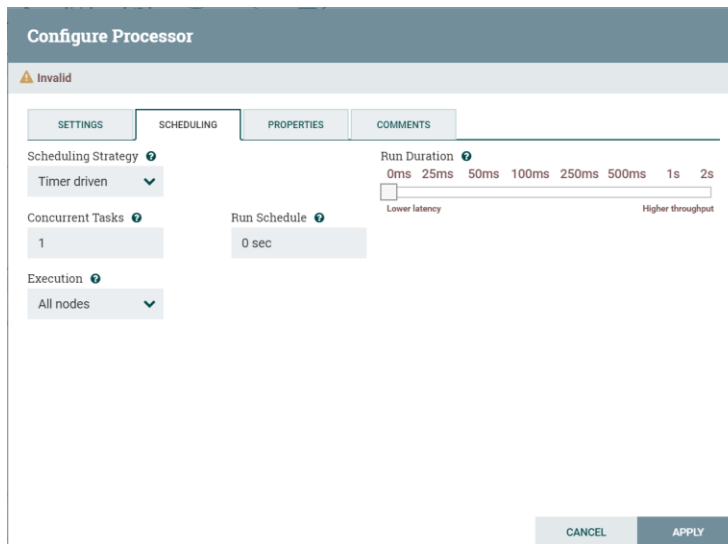 Configure Processor
Invalid
SETTINGS SCHEDULING PROPERTIES COMMENTS
Scheduling Strategy Run Duration
Timer driven 0ms 25ms 50ms 100ms 250ms 500ms 1s 2s
Lower latency Higher throughput
Concurrent Tasks Run Schedule
1 0 sec
Execution
All nodes
CANCEL APPLY